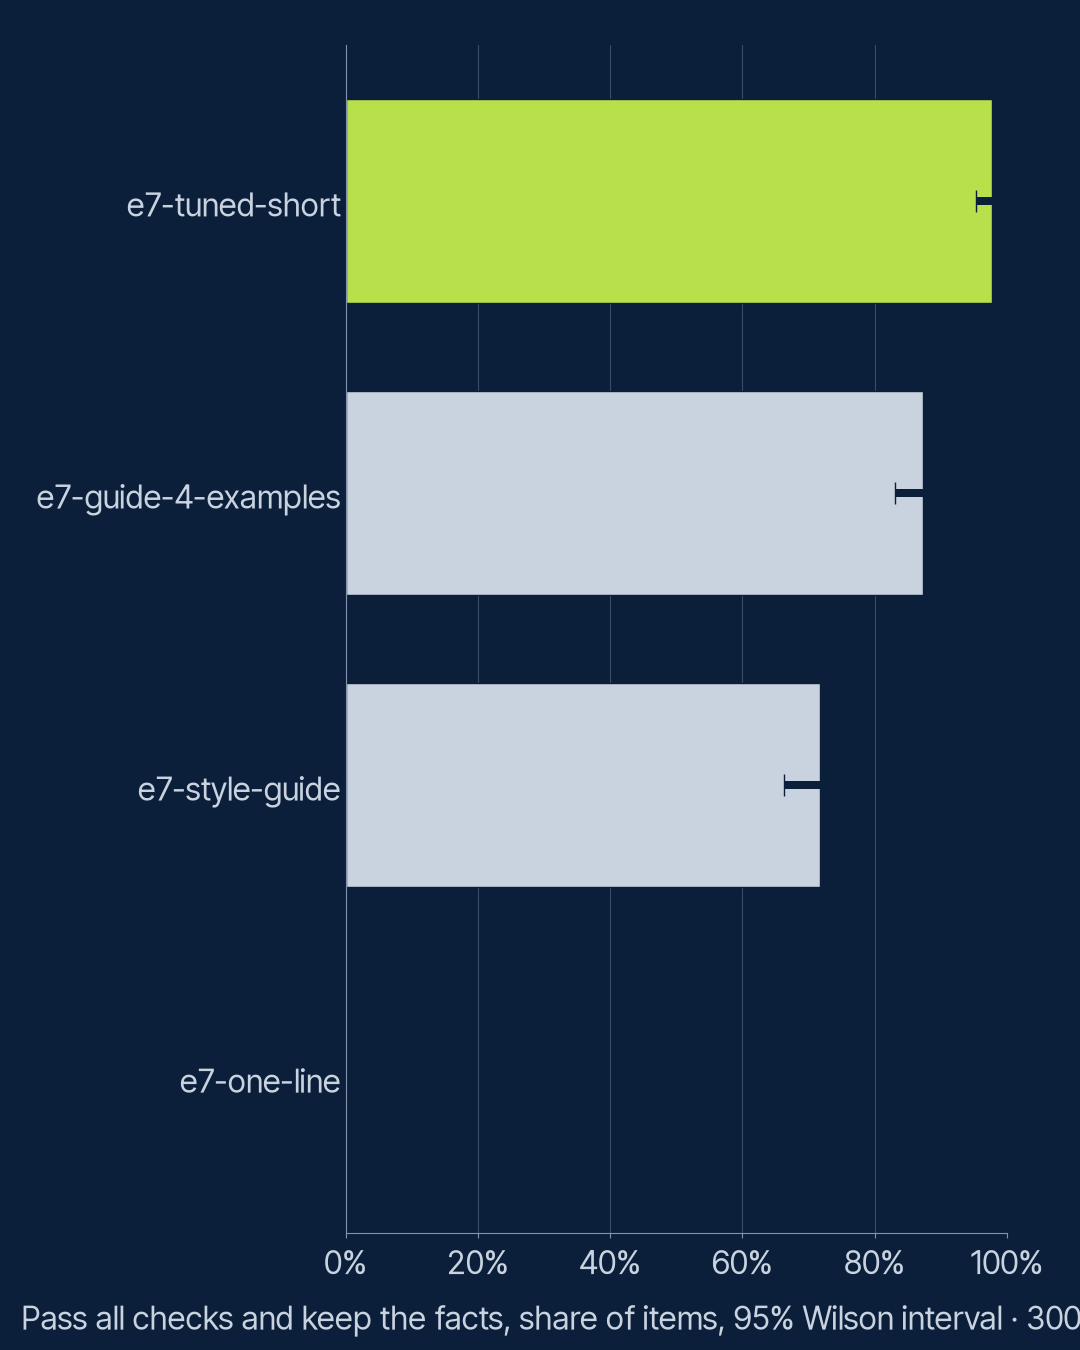 e7-tuned-short
e7-guide-4-examples
e7-style-guide
e7-one-line
0% 20% 40% 60% 80% 100%
Pass all checks and keep the facts, share of items, 95% Wilson interval · 300